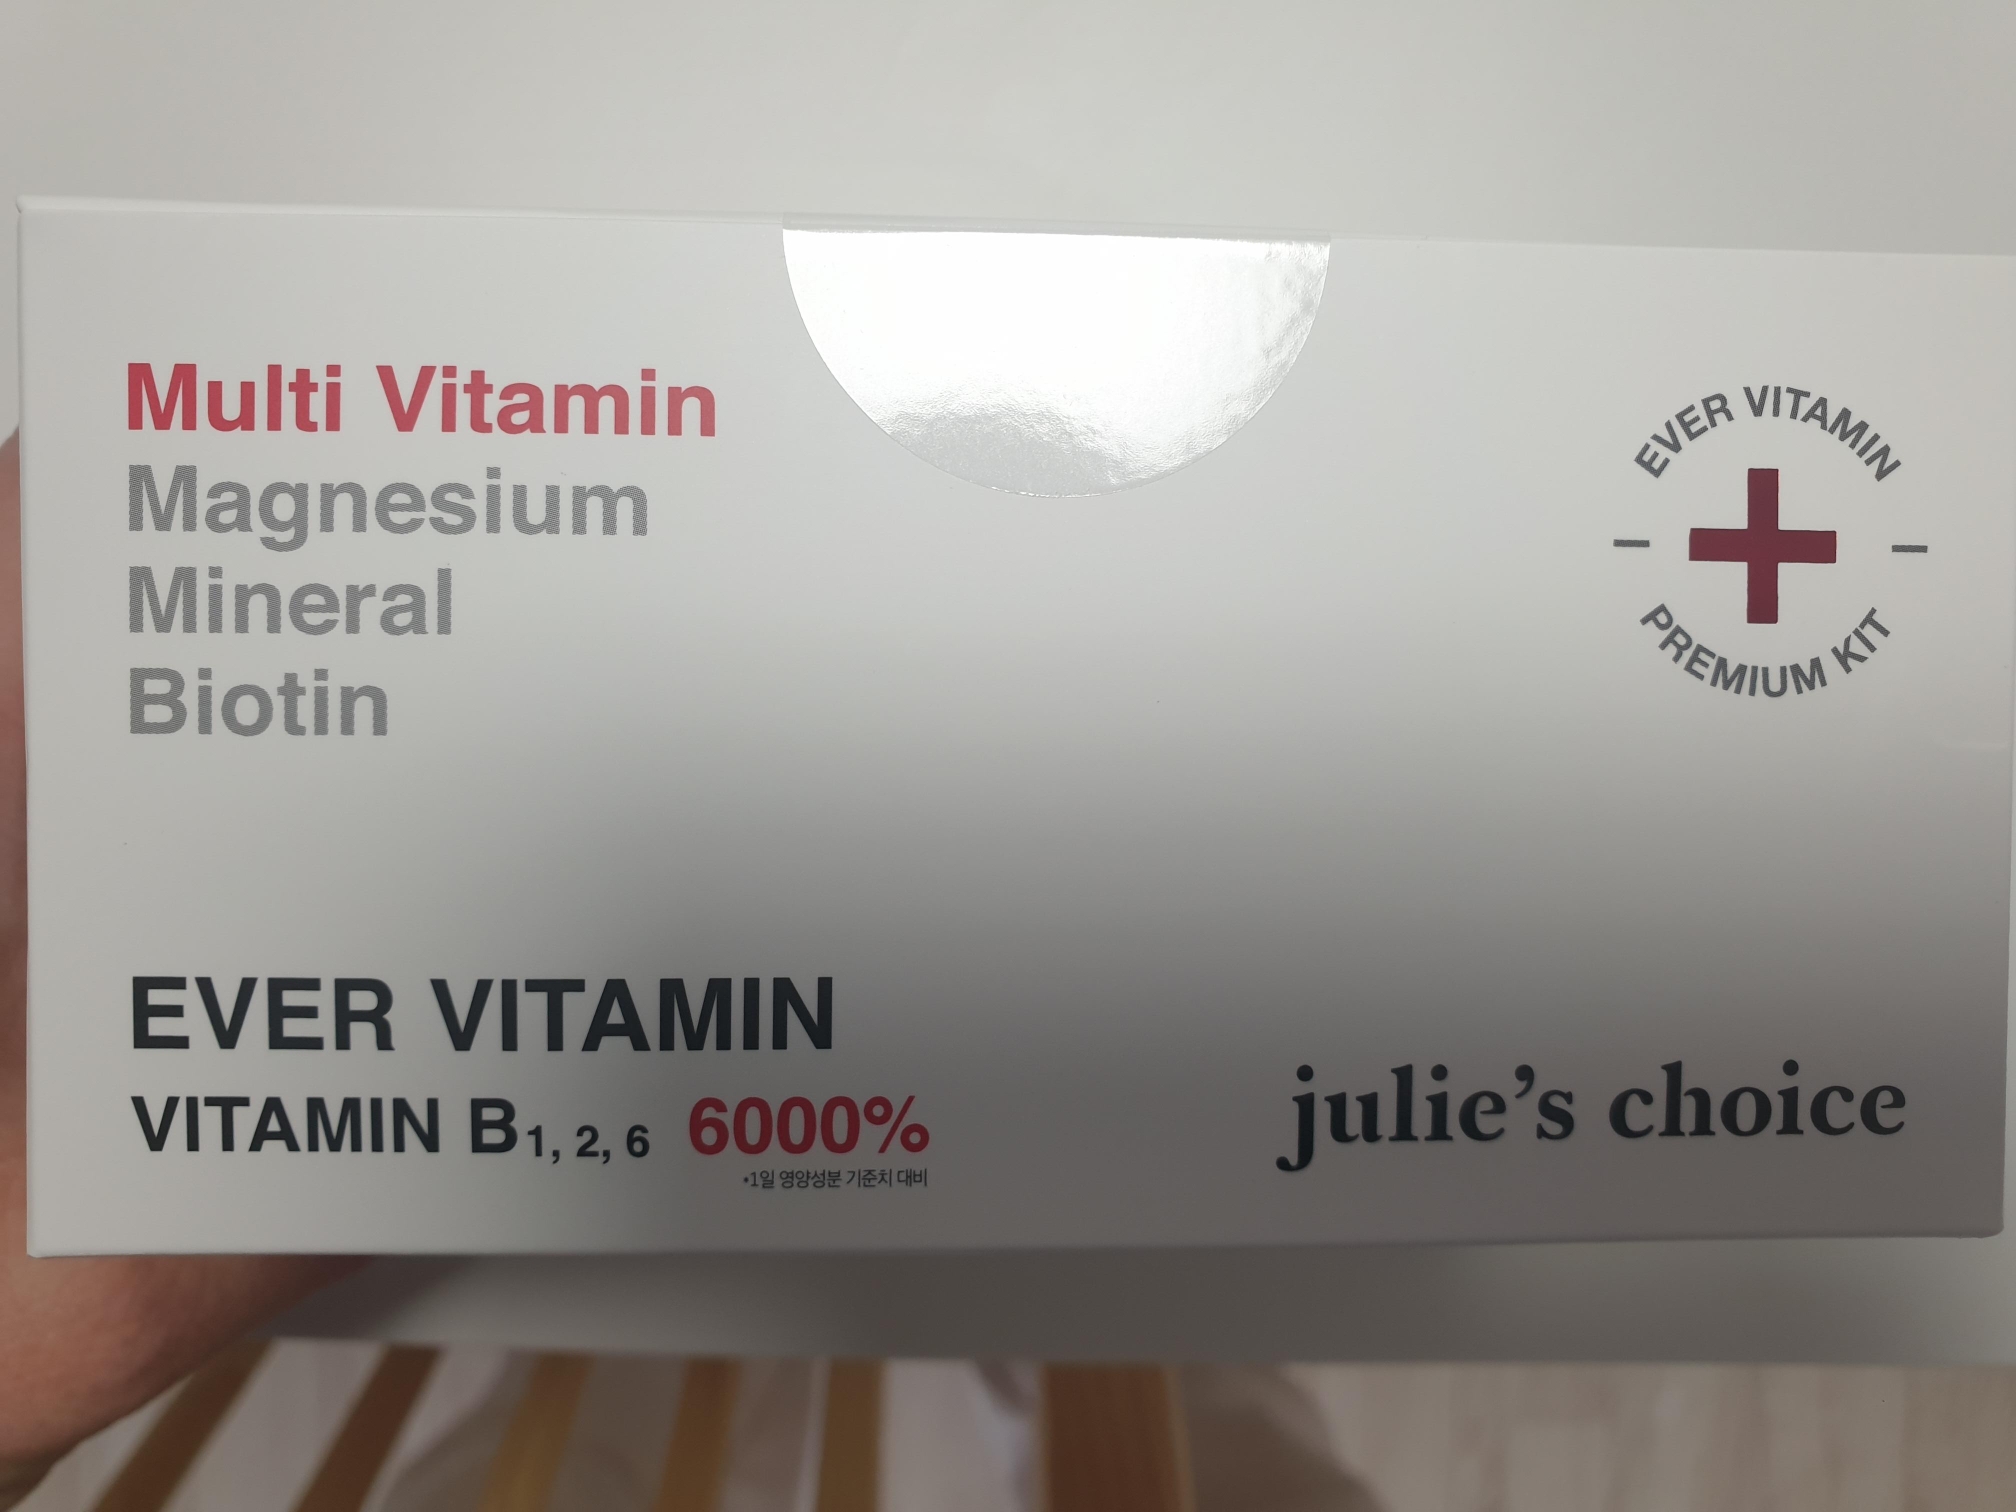 Multi Vitamin
Magnesium
Mineral
Biotin
EVER VITAMIN
PREMIUM KIT
EVER VITAMIN
VITAMIN B1, 2, 6 6000%
*1일 영양성분 기준치 대비
julie's choice